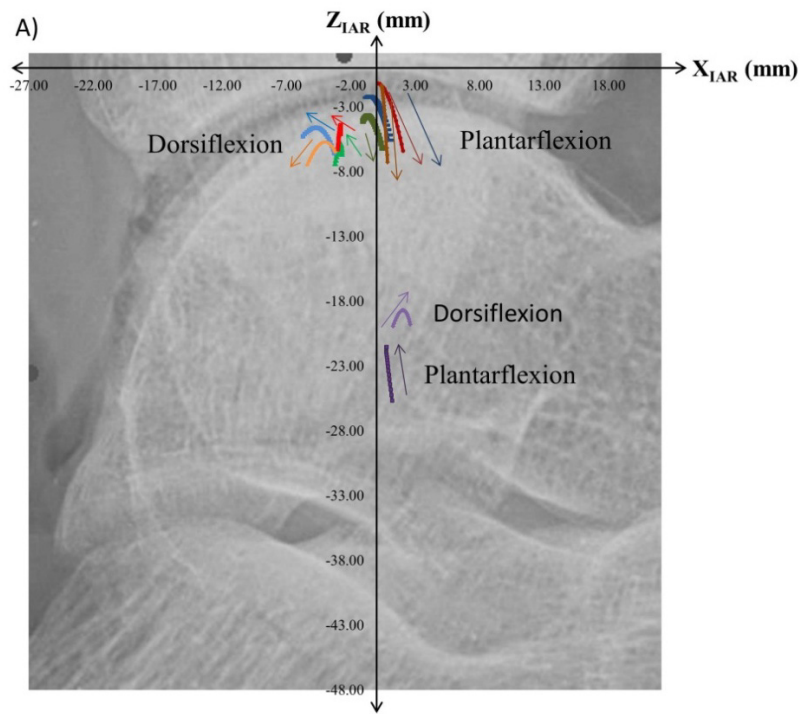 A)
Z_IAR (mm)
X_IAR (mm)
-27.00 -22.00 -17.00 -12.00 -7.00 -2.00 3.00 8.00 13.00 18.00
-3.00
Dorsiflexion Plantarflexion
-8.00
-13.00
-18.00
Dorsiflexion
-23.00
Plantarflexion
-28.00
-33.00
-38.00
-43.00
-48.00